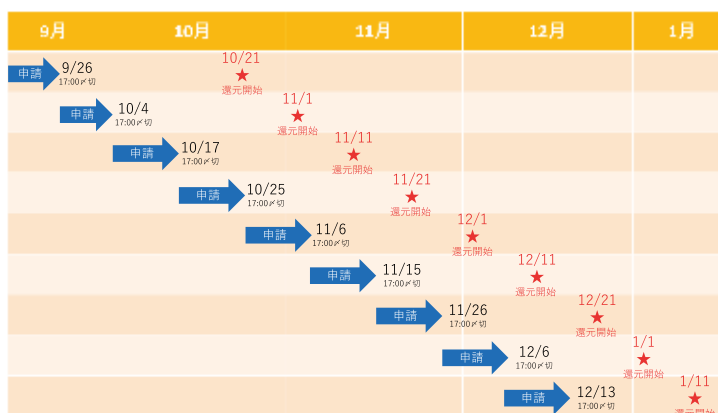 9月 10月 11月 12月 1月
10/21
申請 9/26
17:00〆切
還元開始
11/1
申請 10/4
17:00〆切
還元開始
11/11
申請 10/17
17:00〆切
還元開始
11/21
申請 10/25
17:00〆切
還元開始
12/1
申請 11/6
17:00〆切
還元開始
12/11
申請 11/15
17:00〆切
還元開始
12/21
申請 11/26
17:00〆切
還元開始
1/1
申請 12/6
17:00〆切
還元開始
1/11
申請 12/13
17:00〆切
還元開始